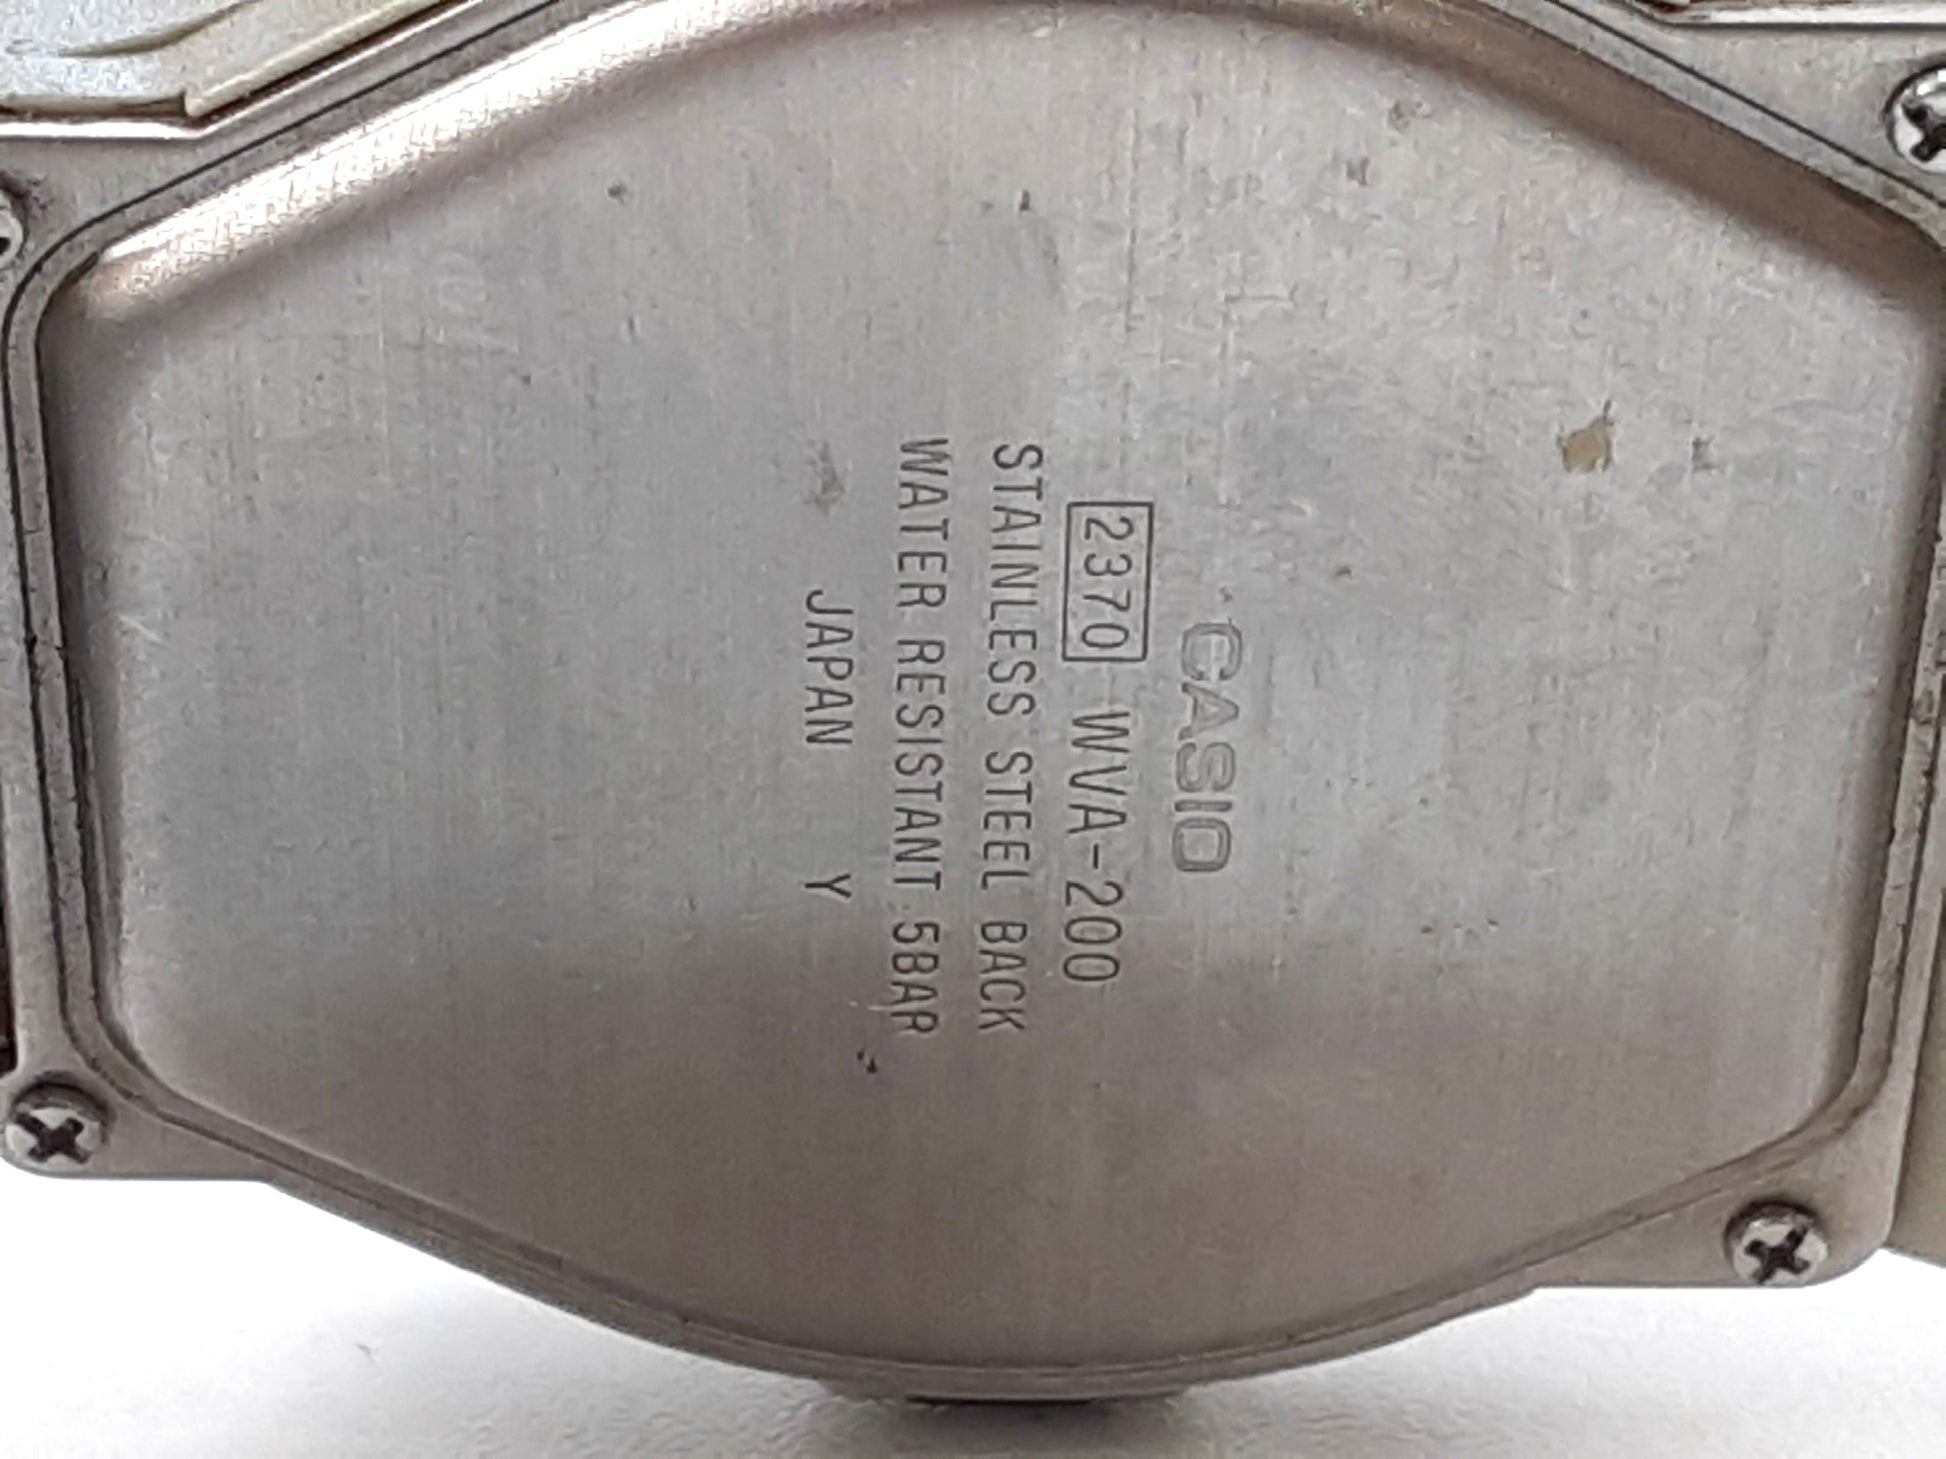 CASIO
2370 WVA-200
STAINLESS STEEL BACK
WATER RESISTANT 5BAR
JAPAN Y